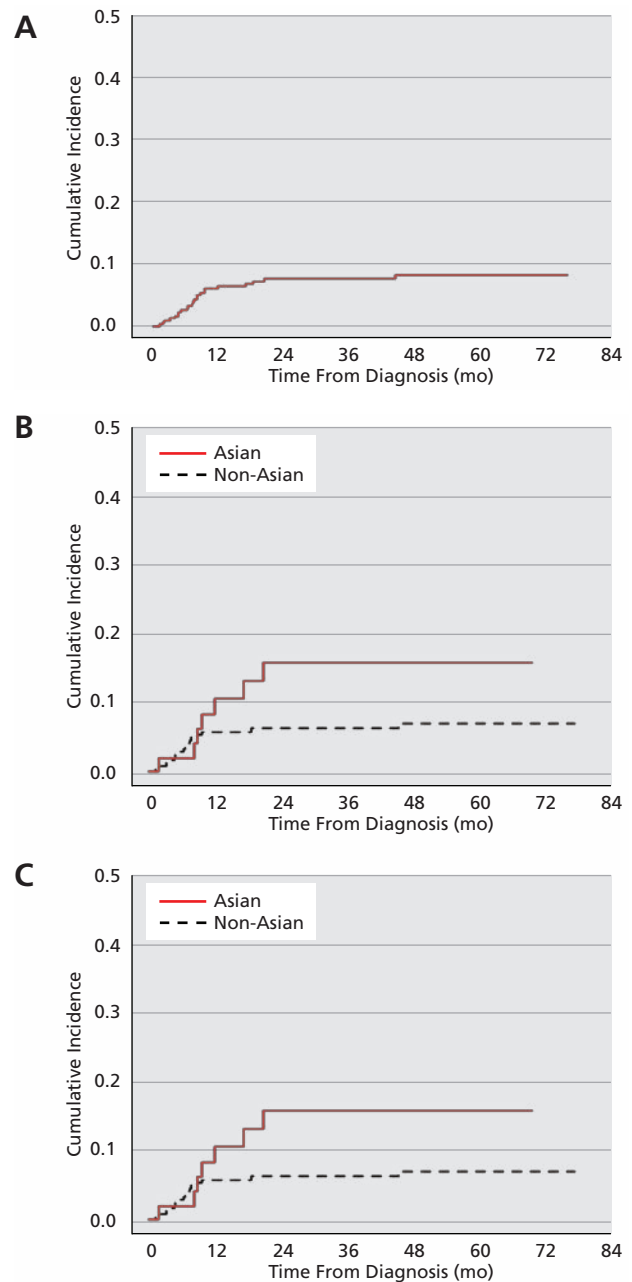 A
0.5
0.4
0.3
0.2
0.1
0.0
Cumulative Incidence
0 12 24 36 48 60 72 84
Time From Diagnosis (mo)
B
Asian
Non-Asian
0.5
0.4
0.3
0.2
0.1
0.0
Cumulative Incidence
0 12 24 36 48 60 72 84
Time From Diagnosis (mo)
C
Asian
Non-Asian
0.5
0.4
0.3
0.2
0.1
0.0
Cumulative Incidence
0 12 24 36 48 60 72 84
Time From Diagnosis (mo)